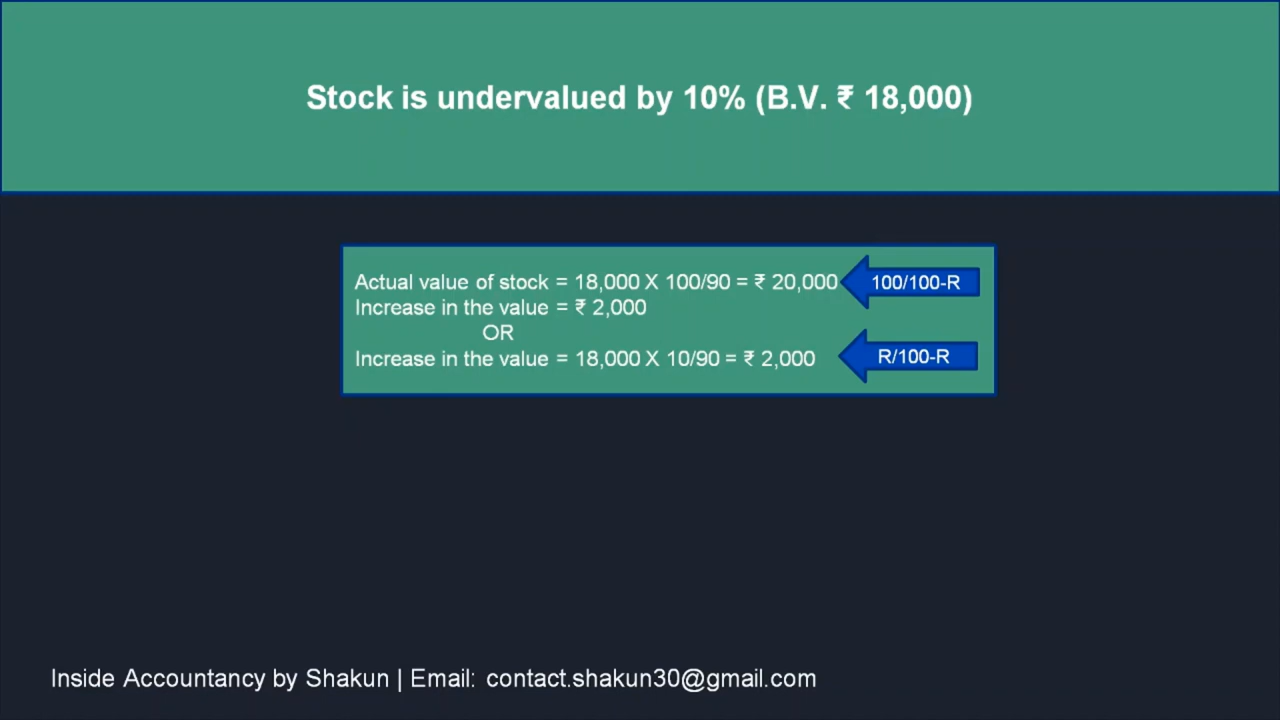 Stock is undervalued by 10% (B.V. ₹ 18,000)
Actual value of stock = 18,000 X 100/90 = ₹ 20,000
100/100-R
Increase in the value = ₹ 2,000
OR
Increase in the value = 18,000 X 10/90 = ₹ 2,000
R/100-R
Inside Accountancy by Shakun | Email: contact.shakun30@gmail.com